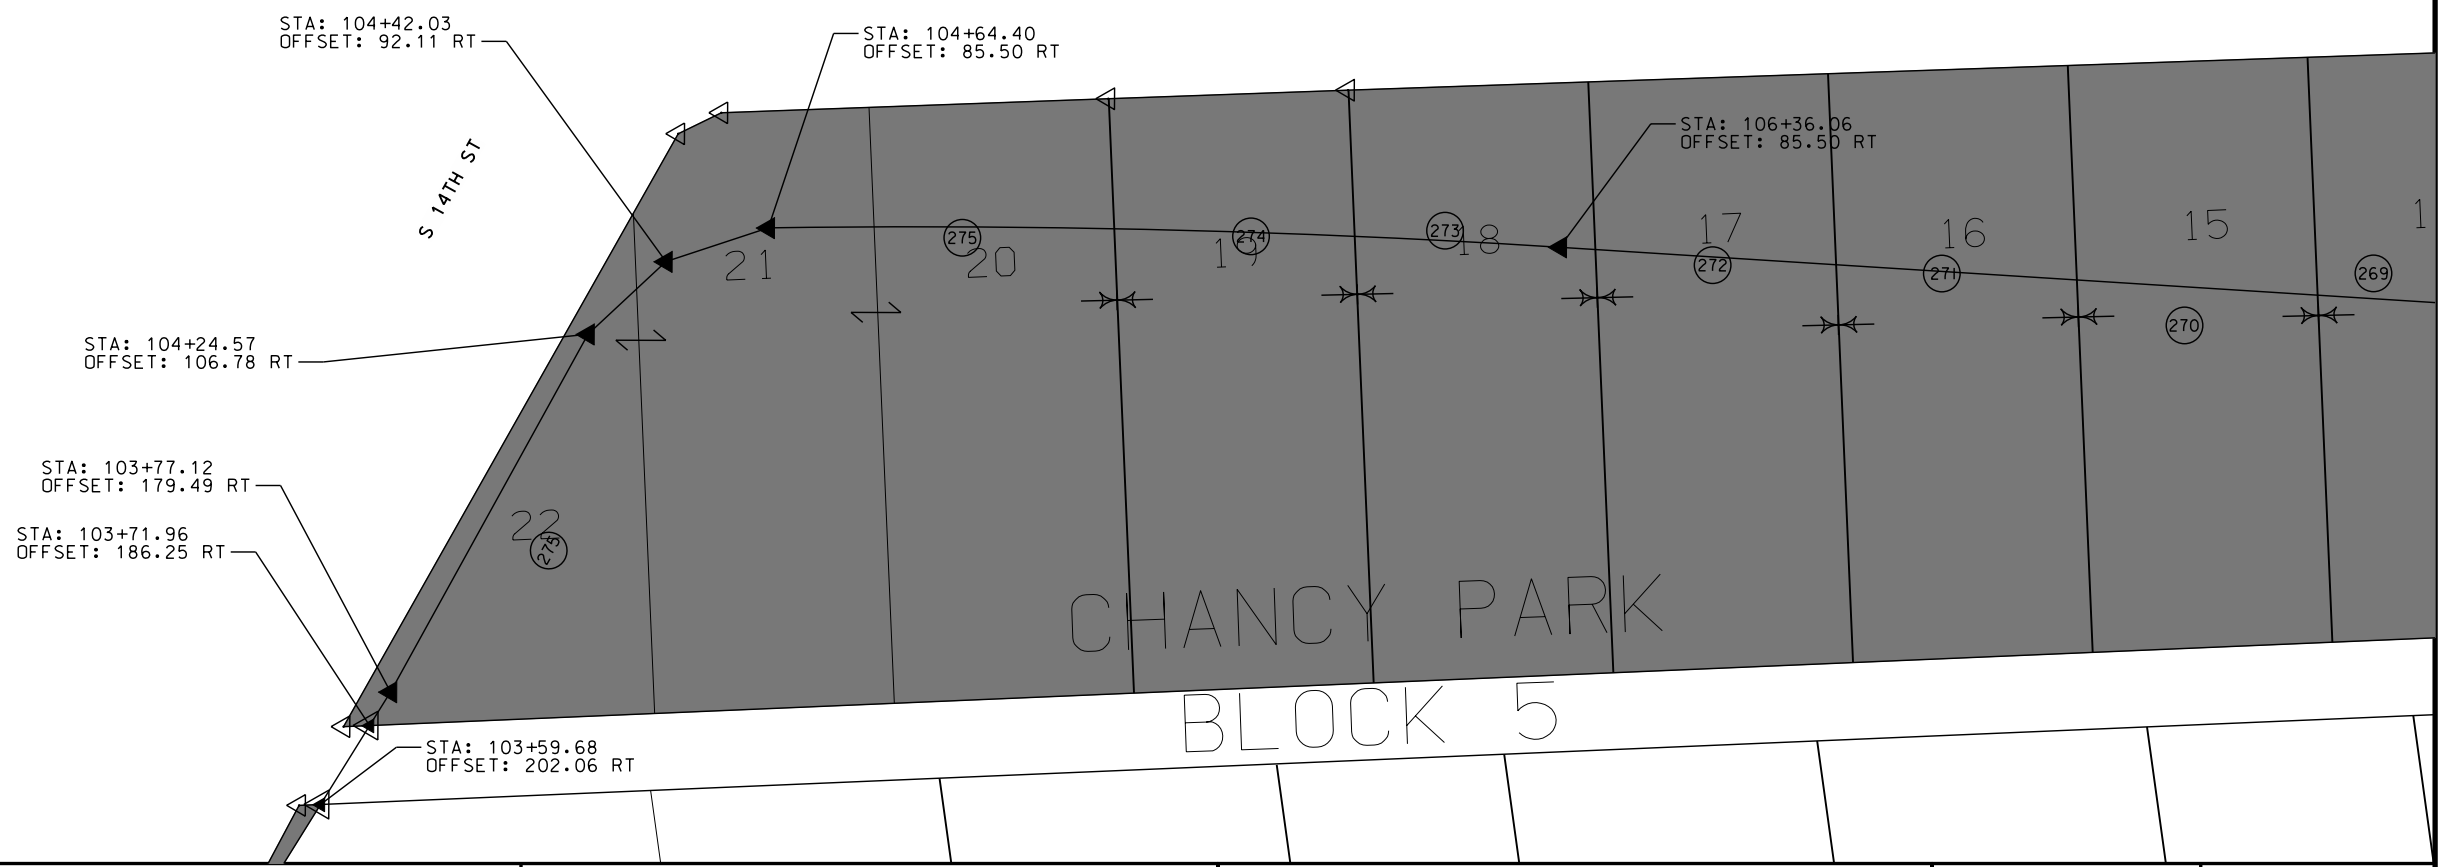 STA: 104+42.03
OFFSET: 92.11 RT
STA: 104+64.40
OFFSET: 85.50 RT
STA: 106+36.06
OFFSET: 85.50 RT
S 14TH ST
275
274
273
272
271
270
269
21
20
19
18
17
16
15
1
STA: 104+24.57
OFFSET: 106.78 RT
STA: 103+77.12
OFFSET: 179.49 RT
STA: 103+71.96
OFFSET: 186.25 RT
22
275
CHANCY PARK
BLOCK 5
STA: 103+59.68
OFFSET: 202.06 RT